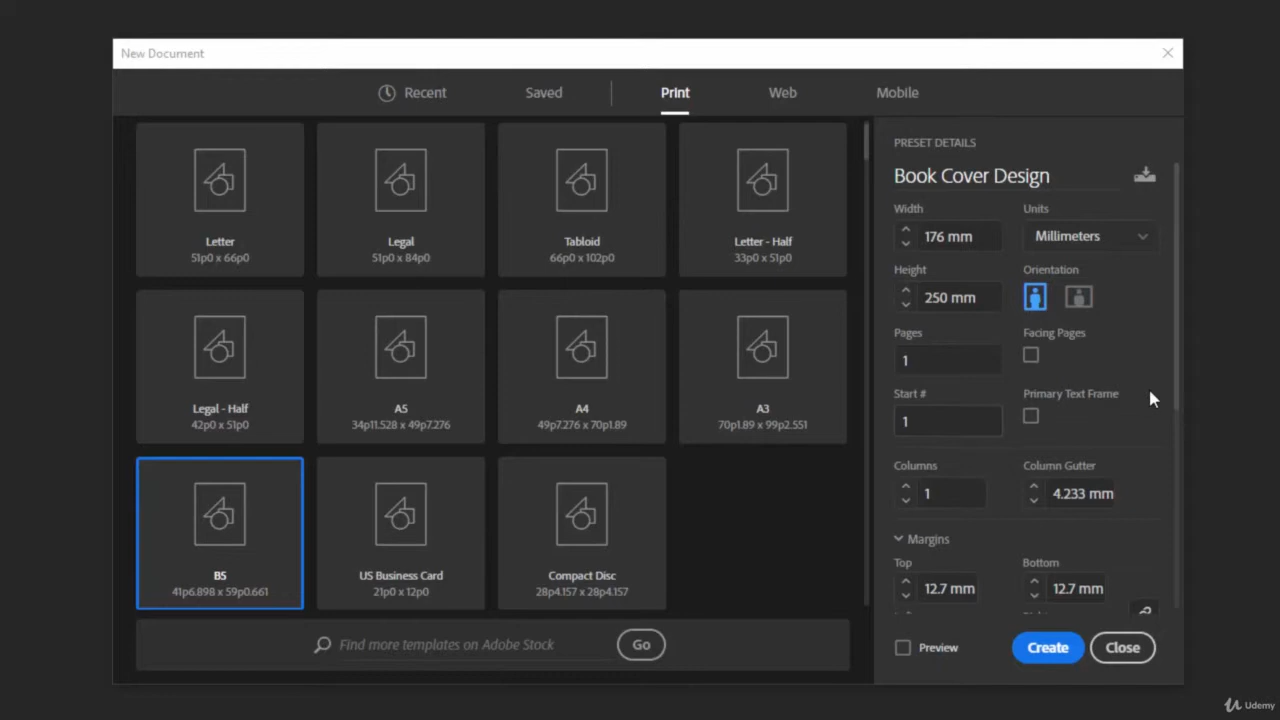 New Document
Recent
Saved
Print
Web
Mobile
Letter
51p0 x 66p0
Legal
51p0 x 84p0
Tabloid
66p0 x 102p0
Letter - Half
33p0 x 51p0
Legal - Half
42p0 x 51p0
A5
34p11.528 x 49p7.276
A4
49p7.276 x 70p1.89
A3
70p1.89 x 99p2.551
B5
41p6.898 x 59p0.661
US Business Card
21p0 x 12p0
Compact Disc
28p4.157 x 28p4.157
Find more templates on Adobe Stock
Go
PRESET DETAILS
Book Cover Design
Width
Units
176 mm
Millimeters
Height
Orientation
250 mm
Pages
Facing Pages
1
Start #
Primary Text Frame
1
Columns
Column Gutter
1
4.233 mm
Margins
Top
Bottom
12.7 mm
12.7 mm
Preview
Create
Close
Udemy